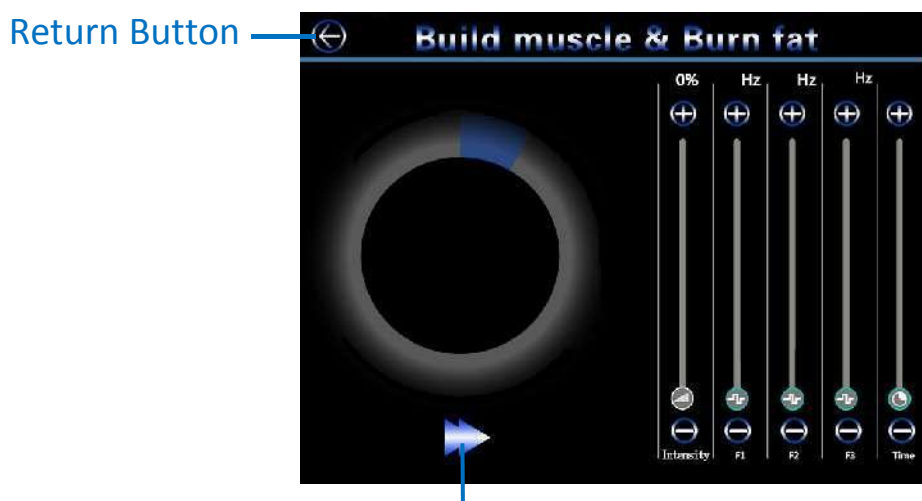 Return Button
Build muscle & Burn fat
0% Hz Hz Hz
Intensity F1 F2 F3 Time